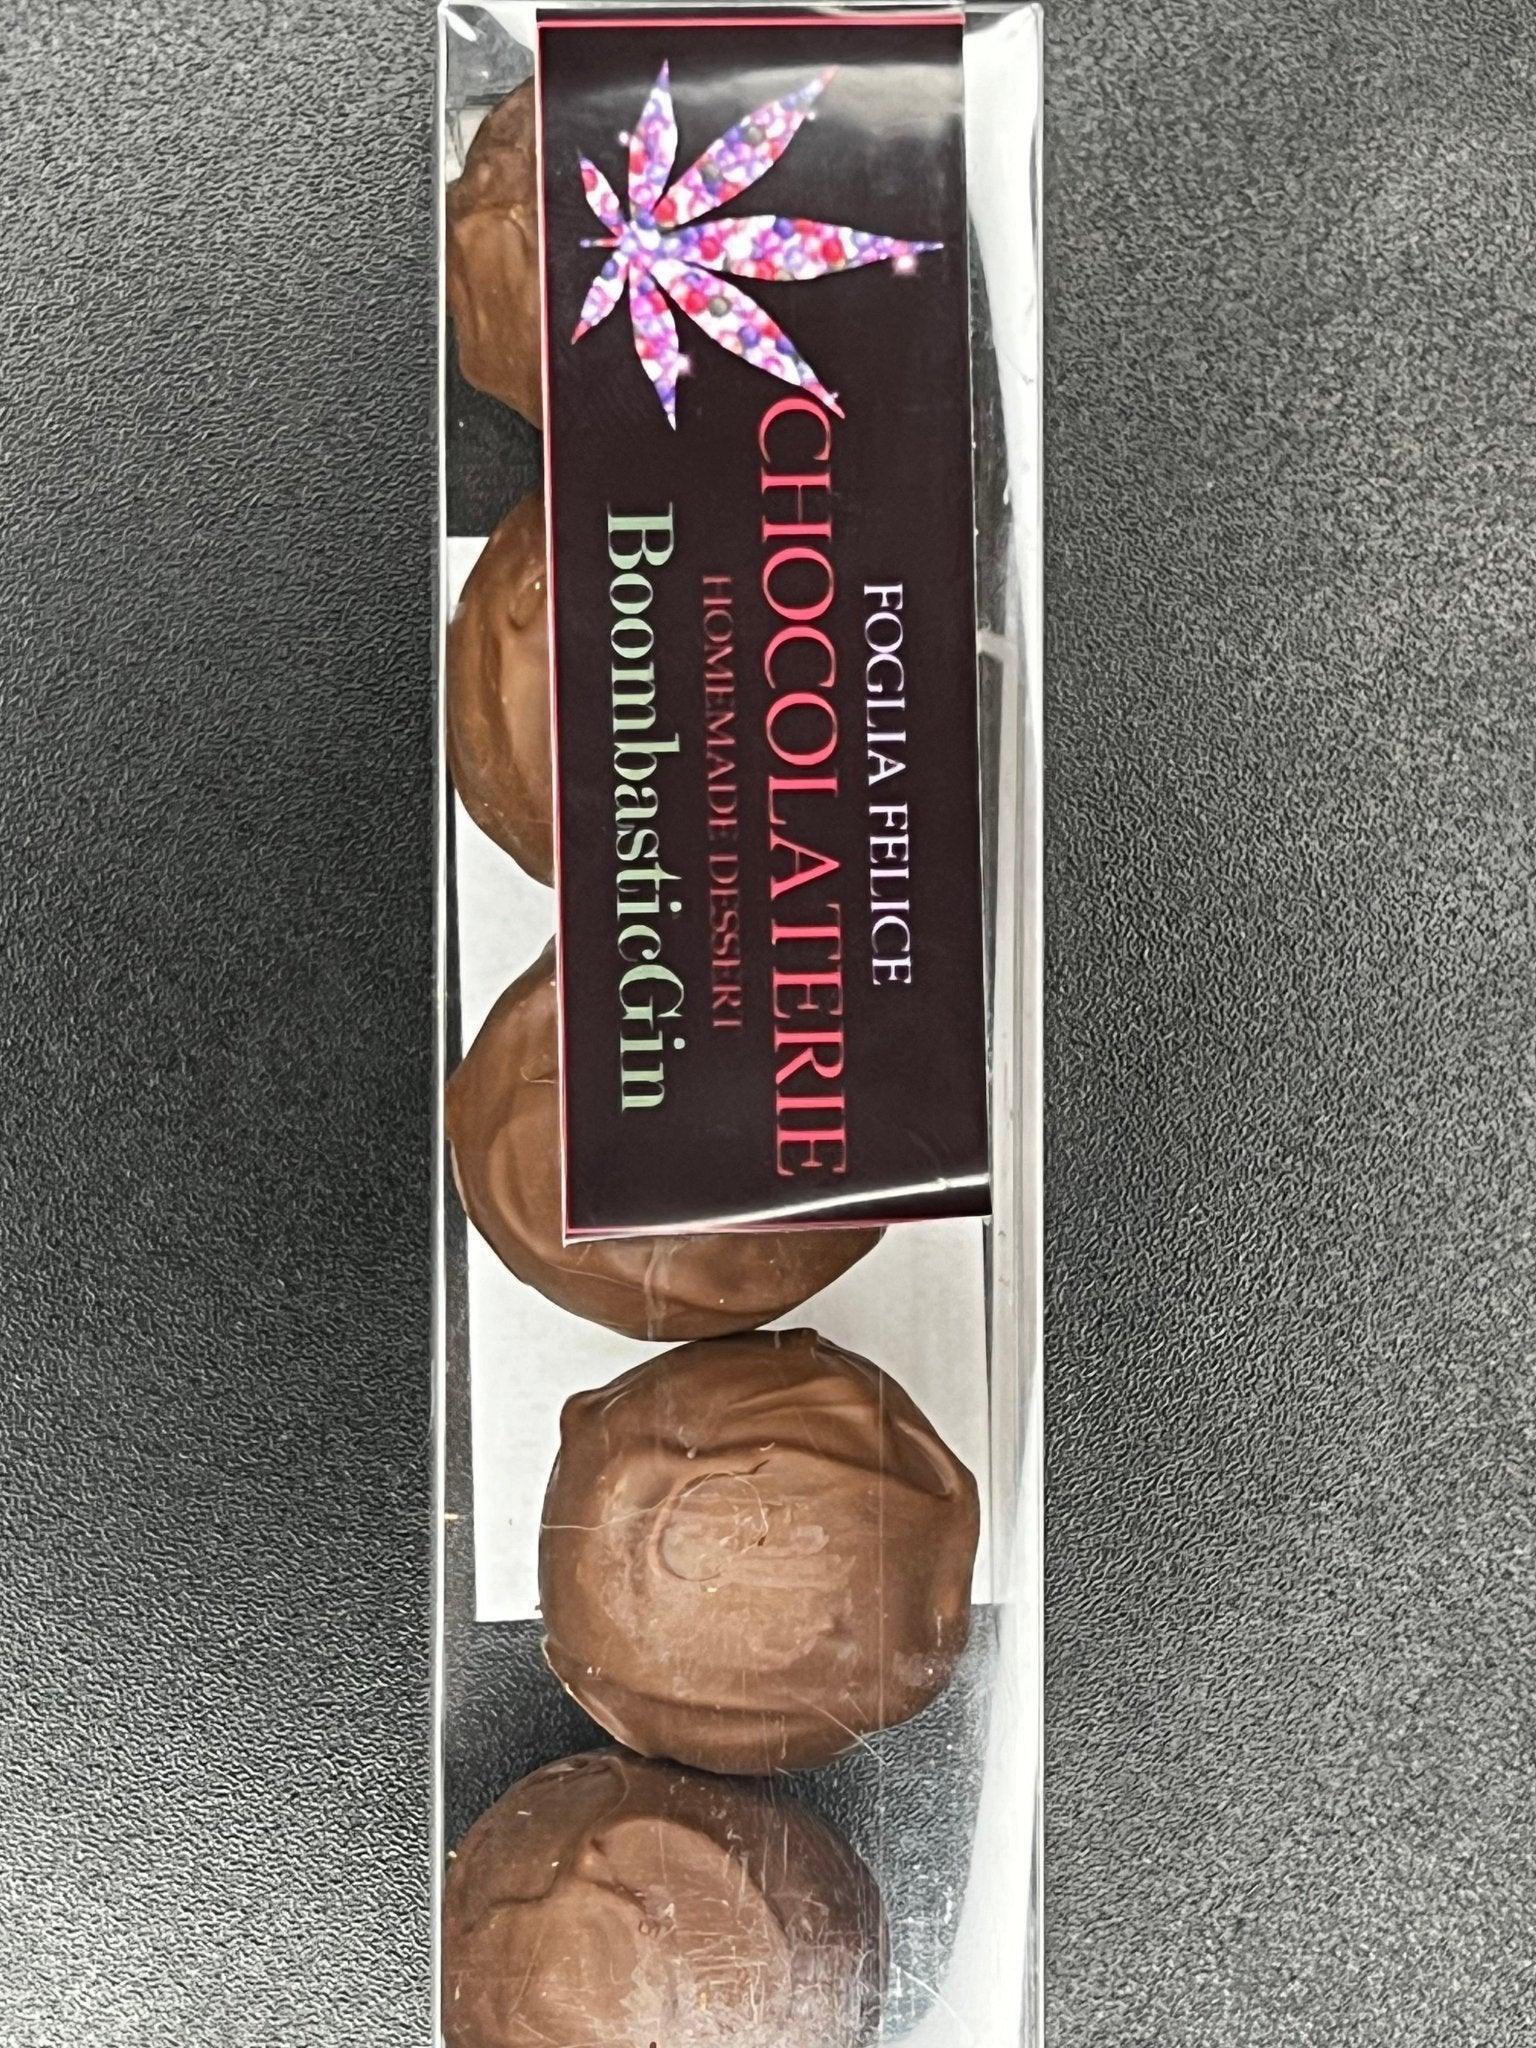 FOGLIA FELICE
CHOCOLATERIE
HOMEMADE DESSERT
BoombasticGin